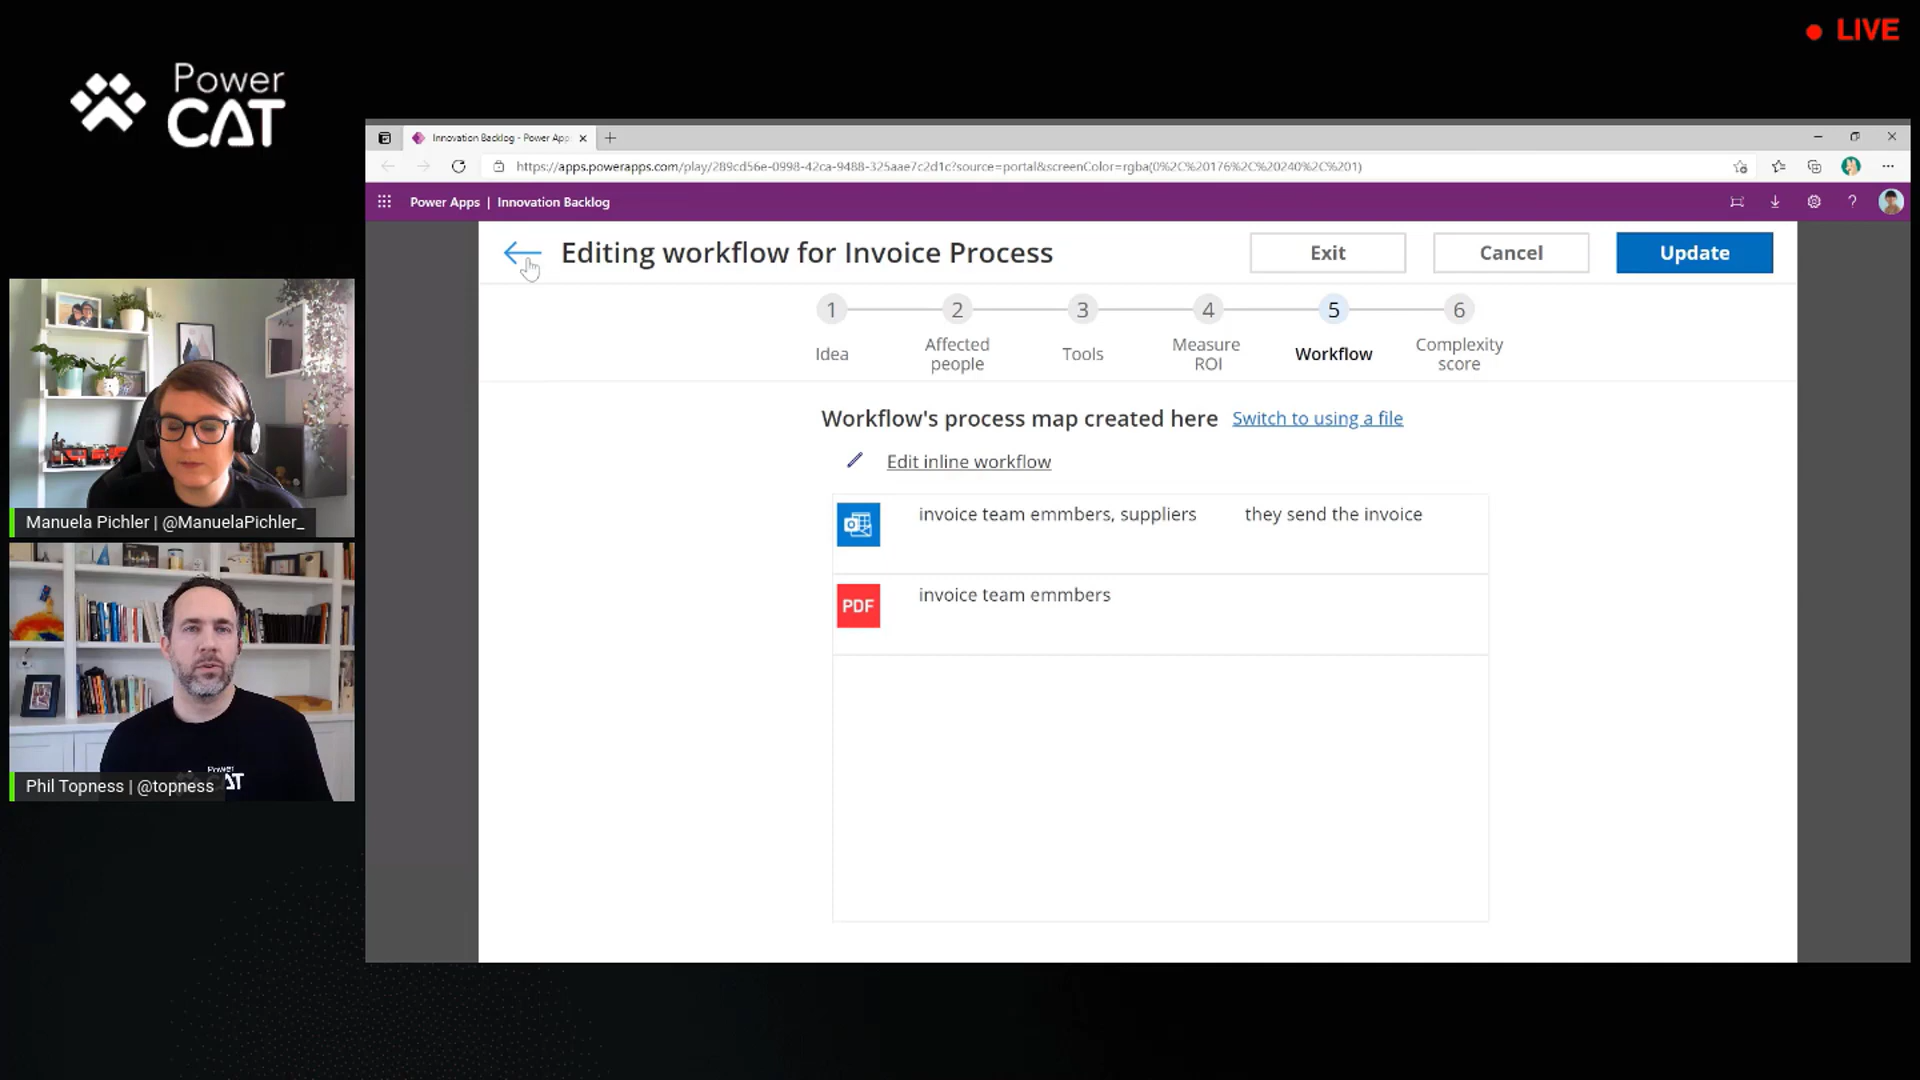 LIVE
Power
CAT
Innovation Backlog - Power App
https://apps.powerapps.com/play/289cd56e-0998-42ca-9488-325aae7c2d1c?source=portal&screenColor=rgba(0%2C%20176%2C%20240%2C%201)
Power Apps | Innovation Backlog
?
Editing workflow for Invoice Process
Exit
Cancel
Update
1
2
3
4
5
6
Idea
Affected people
Tools
Measure ROI
Workflow
Complexity score
Workflow's process map created here
Switch to using a file
Edit inline workflow
invoice team emmbers, suppliers
they send the invoice
PDF
invoice team emmbers
Manuela Pichler | @ManuelaPichler_
Power
Phil Topness | @topness